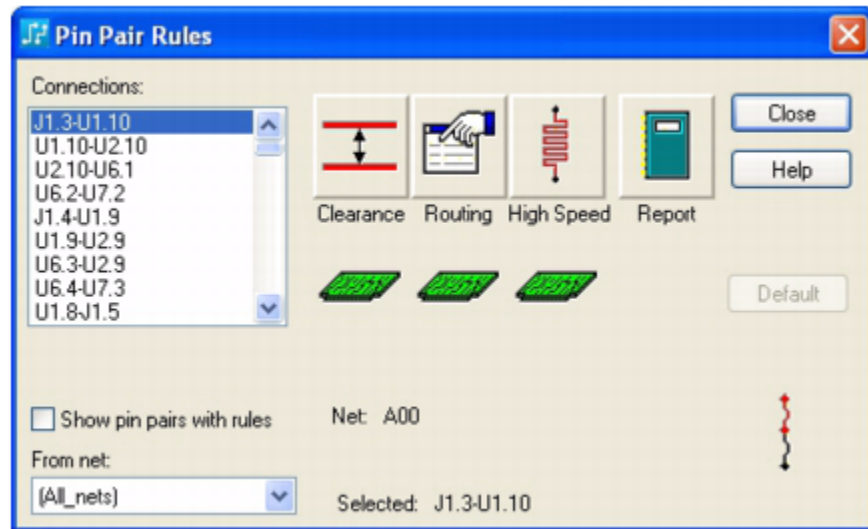 Pin Pair Rules
Connections:
J1.3-U1.10
U1.10-U2.10
U2.10-U6.1
U6.2-U7.2
J1.4-U1.9
U1.9-U2.9
U6.3-U2.9
U6.4-U7.3
U1.8-J1.5
Clearance
Routing
High Speed
Report
Close
Help
Default
Show pin pairs with rules
Net: A00
From net:
(All_nets)
Selected: J1.3-U1.10